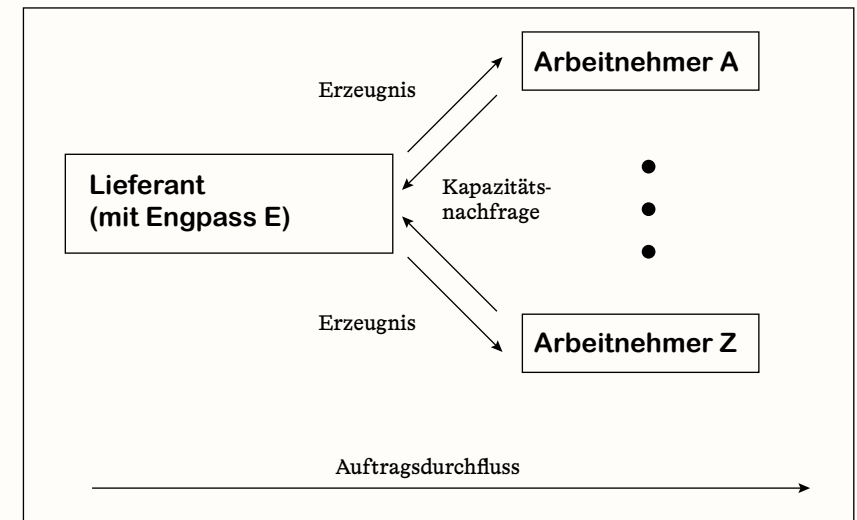 Arbeitnehmer A
Erzeugnis
Lieferant
(mit Engpass E)
Kapazitäts-
nachfrage
Erzeugnis
Arbeitnehmer Z
Auftragsdurchfluss